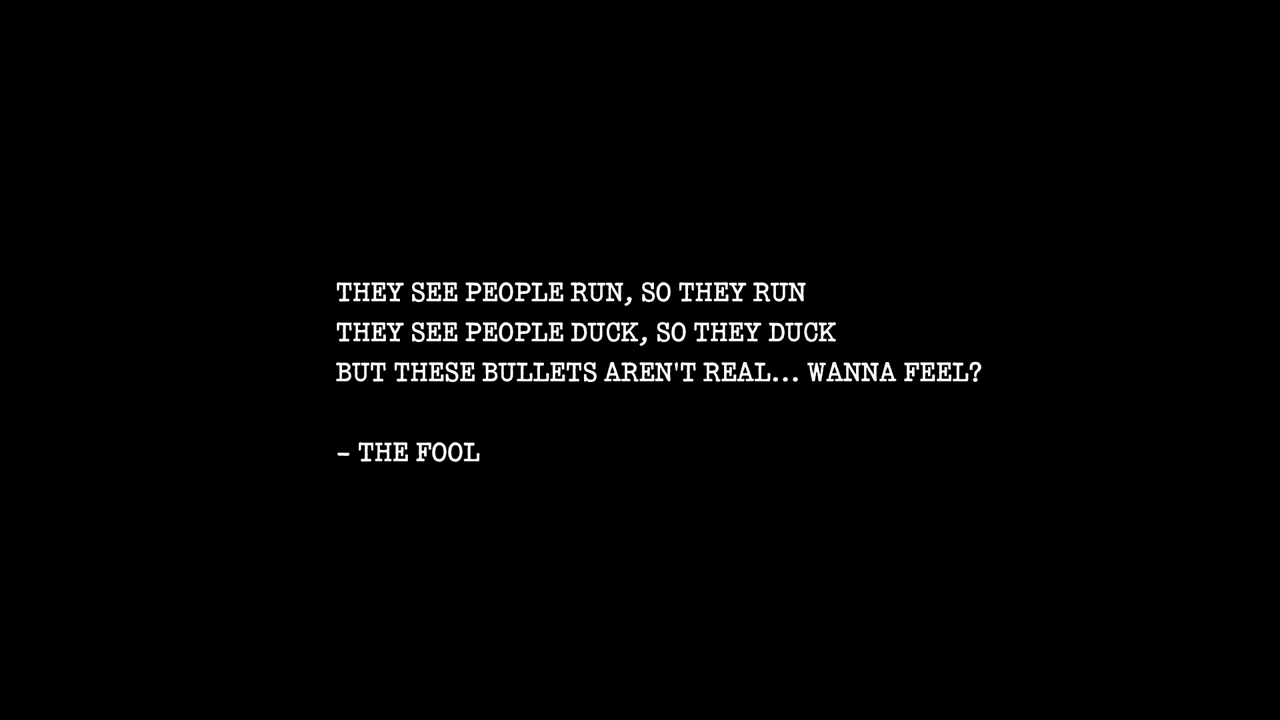 THEY SEE PEOPLE RUN, SO THEY RUN
THEY SEE PEOPLE DUCK, SO THEY DUCK
BUT THESE BULLETS AREN'T REAL... WANNA FEEL?
– THE FOOL